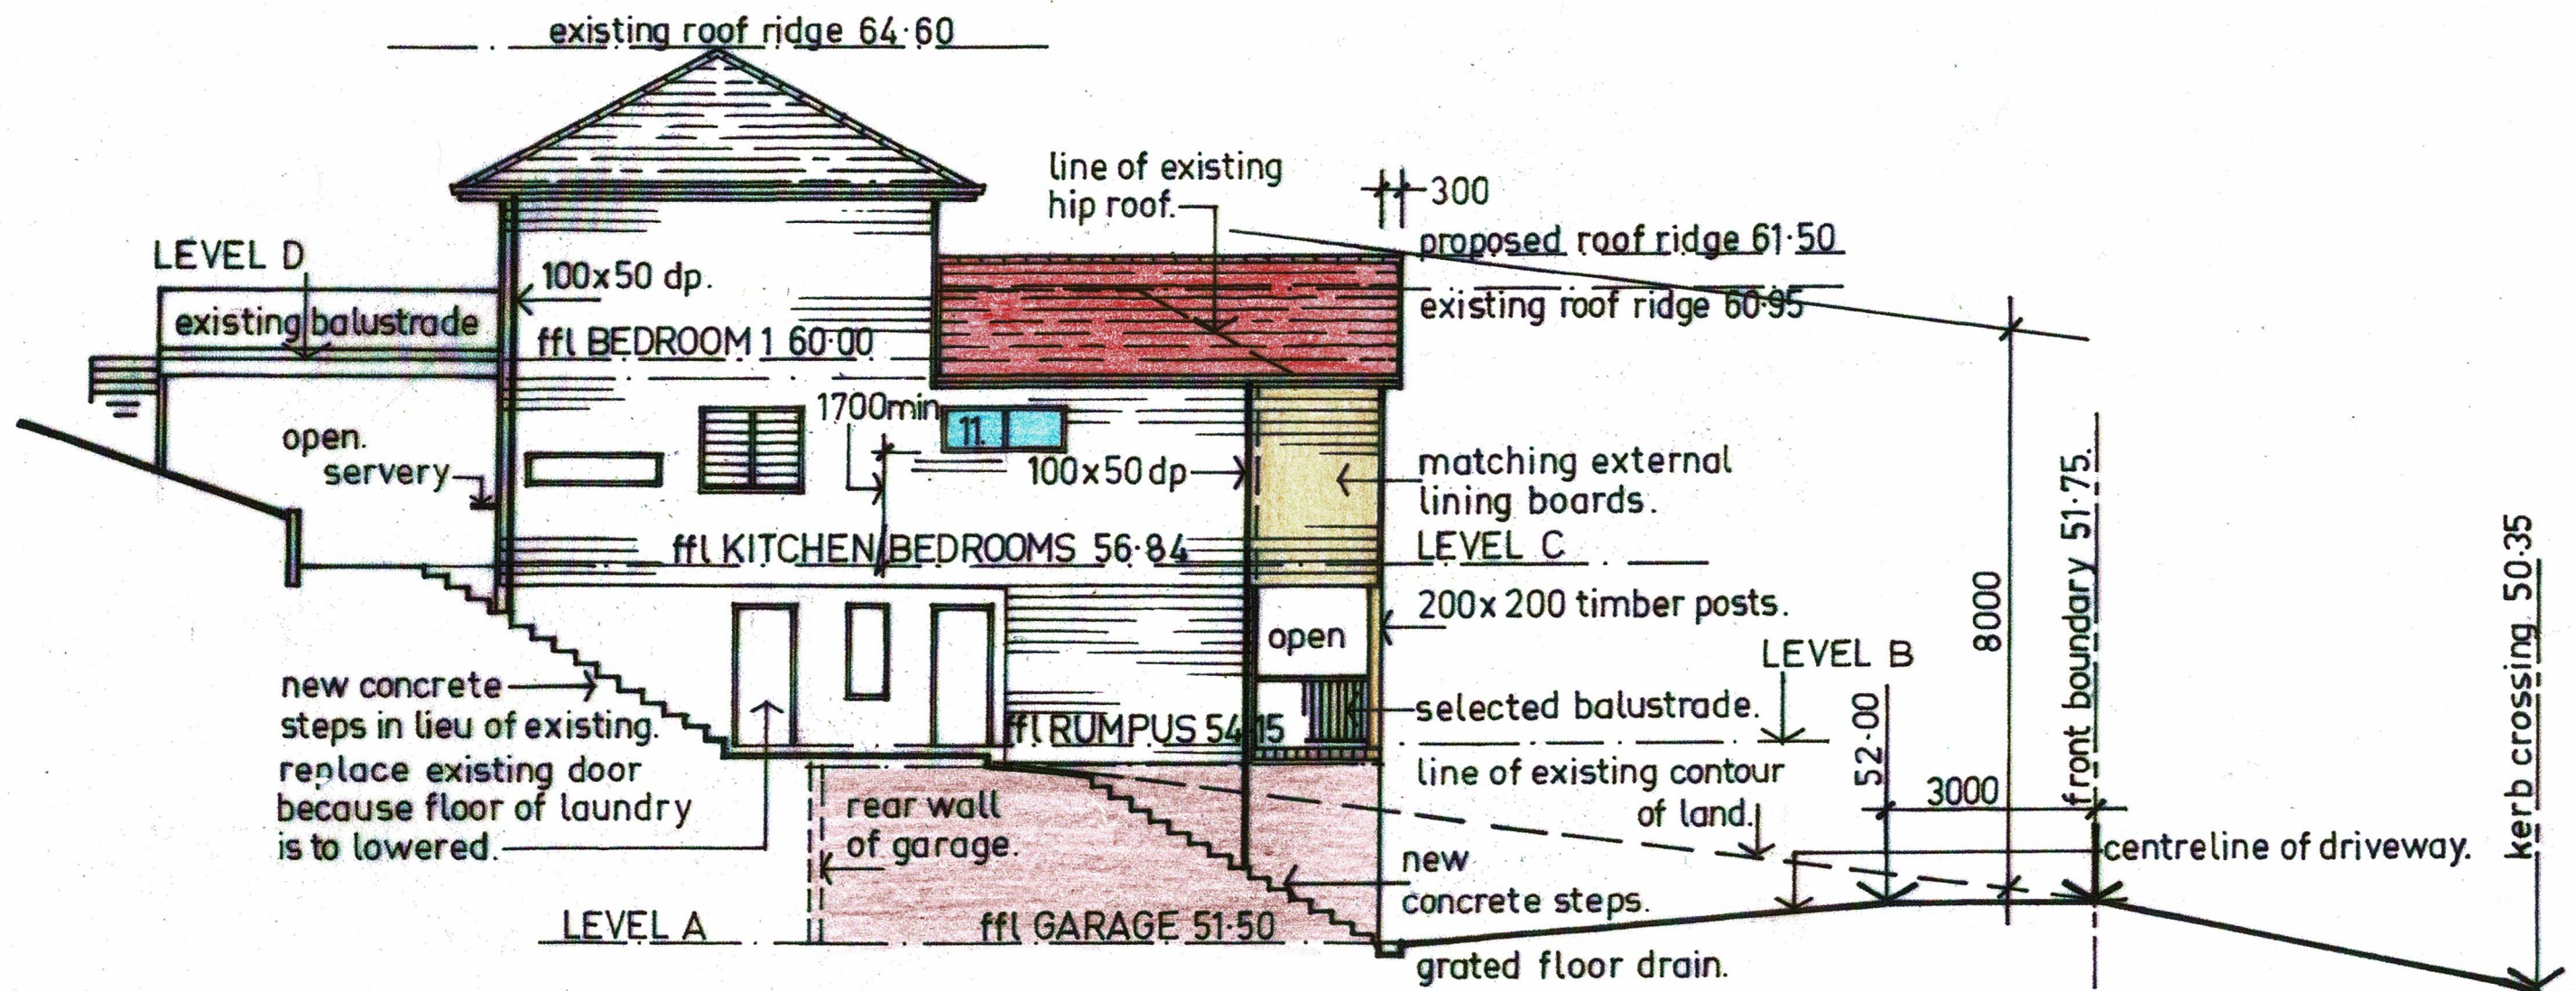 existing roof ridge 64·60
line of existing
hip roof.
300
proposed roof ridge 61·50
existing roof ridge 60·95
LEVEL D
existing balustrade
100x50 dp.
ffl BEDROOM 1 60·00
1700min
11.
open.
servery
100x50 dp
matching external
lining boards.
ffl KITCHEN/BEDROOMS 56·84
LEVEL C
200x200 timber posts.
open
LEVEL B
selected balustrade.
ffl RUMPUS 54·15
new concrete
steps in lieu of existing.
replace existing door
because floor of laundry
is to lowered.
rear wall
of garage.
line of existing contour
of land.
52·00
3000
8000
front boundary 51·75.
kerb crossing 50·35
centreline of driveway.
new
concrete steps.
LEVEL A
ffl GARAGE 51·50
grated floor drain.